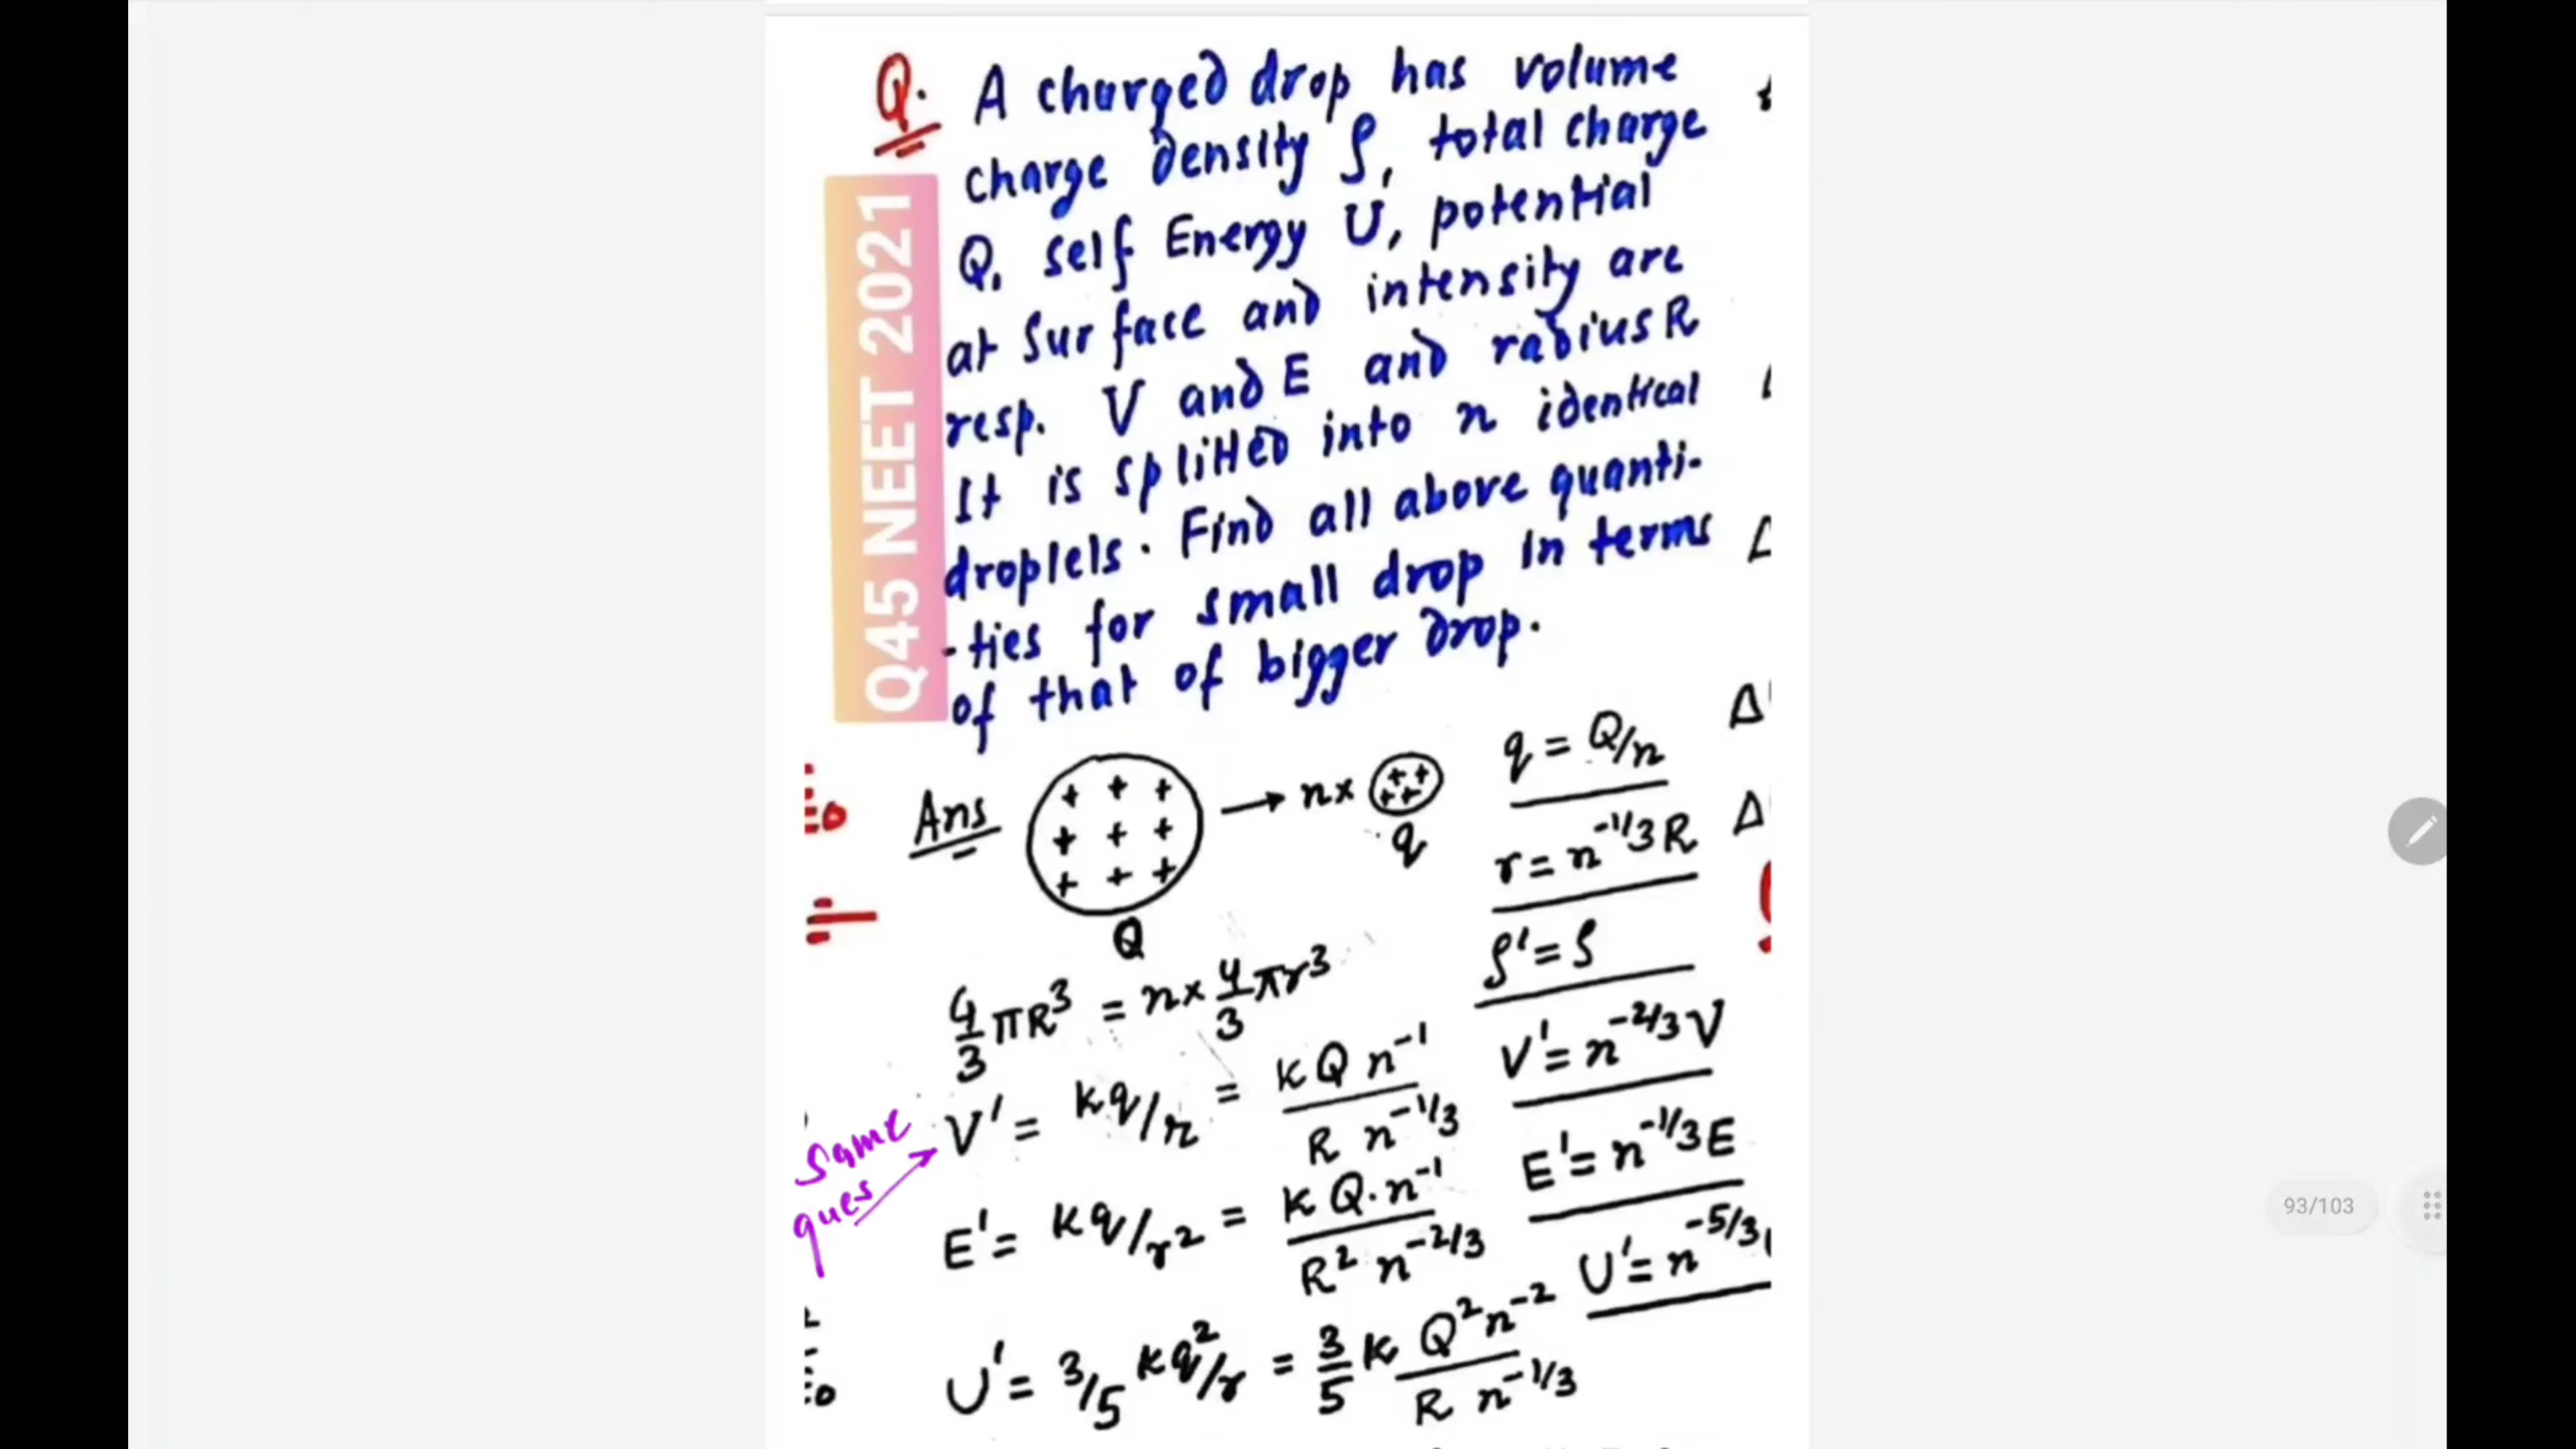 Q. A charged drop has volume
charge density ρ, total charge
Q, self Energy U, potential
at surface and intensity are
resp. V and E and radius R
It is splitted into n identical
droplets. Find all above quanti-
-ties for small drop in terms
of that of bigger drop.
Q45 NEET 2021
Ans
Q
→ n×
q
q = Q/n
r = n^-1/3 R
ρ' = ρ
4/3 πR³ = n × 4/3 πr³
V' = n^-2/3 V
V' = kq/r = kQ n^-1 / R n^-1/3
same
ques
E' = n^-1/3 E
E' = kq/r² = kQ.n^-1 / R² n^-2/3
U' = n^-5/3
U' = 3/5 kq²/r = 3/5 k Q² n^-2 / R n^-1/3
93/103